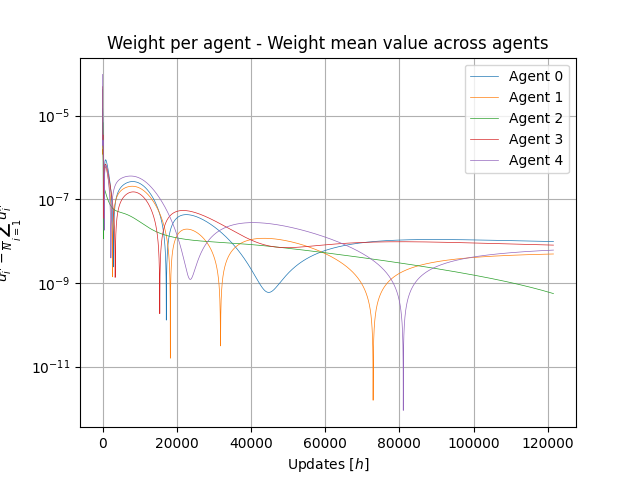 Weight per agent - Weight mean value across agents
Agent 0
Agent 1
Agent 2
Agent 3
Agent 4
10⁻⁵
10⁻⁷
10⁻⁹
10⁻¹¹
0
20000
40000
60000
80000
100000
120000
Updates [h]